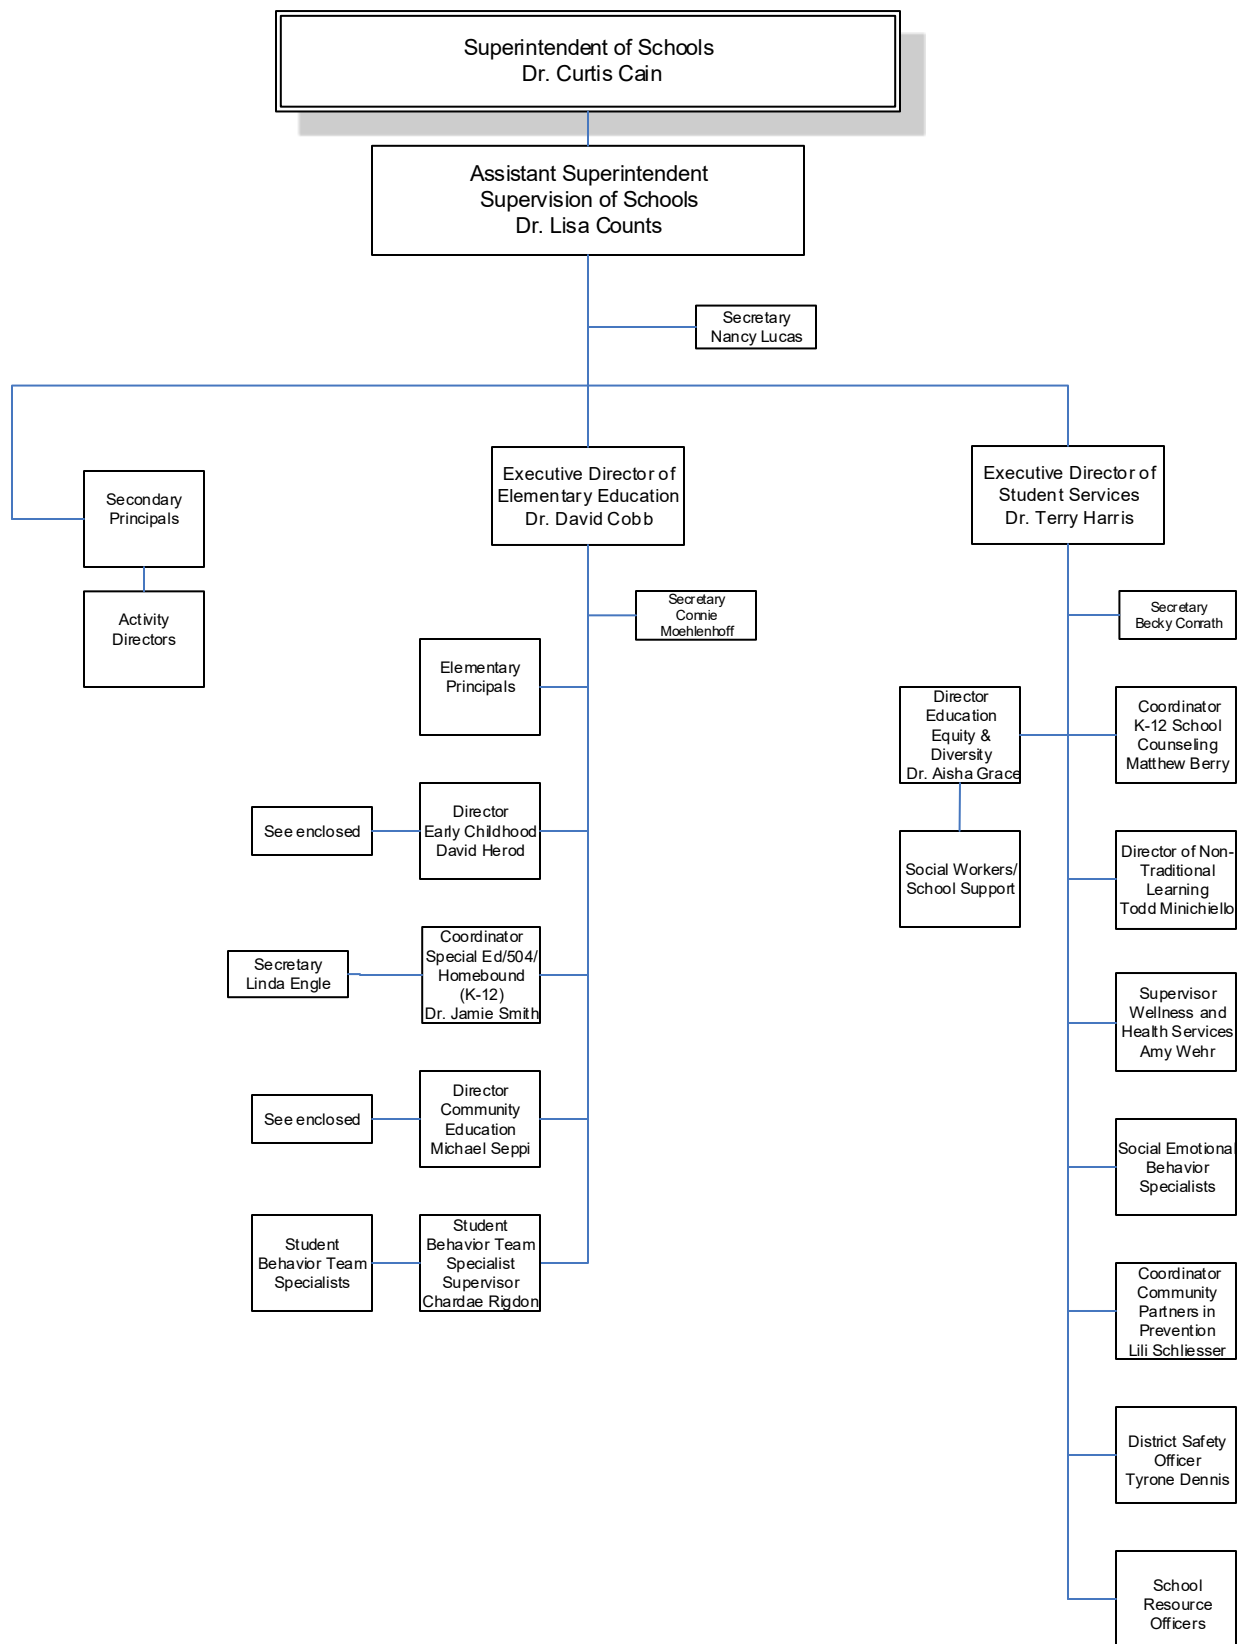 Superintendent of Schools
Dr. Curtis Cain
Assistant Superintendent
Supervision of Schools
Dr. Lisa Counts
Secretary
Nancy Lucas
Secondary
Principals
Activity
Directors
Executive Director of
Elementary Education
Dr. David Cobb
Secretary
Connie
Moehlenhoff
Elementary
Principals
See enclosed
Director
Early Childhood
David Herod
Secretary
Linda Engle
Coordinator
Special Ed/504/
Homebound
(K-12)
Dr. Jamie Smith
See enclosed
Director
Community
Education
Michael Seppi
Student
Behavior Team
Specialists
Student
Behavior Team
Specialist
Supervisor
Chardae Rigdon
Executive Director of
Student Services
Dr. Terry Harris
Secretary
Becky Conrath
Director
Education
Equity &
Diversity
Dr. Aisha Grace
Social Workers/
School Support
Coordinator
K-12 School
Counseling
Matthew Berry
Director of Non-
Traditional
Learning
Todd Minichiello
Supervisor
Wellness and
Health Services
Amy Wehr
Social Emotional
Behavior
Specialists
Coordinator
Community
Partners in
Prevention
Lili Schliesser
District Safety
Officer
Tyrone Dennis
School
Resource
Officers